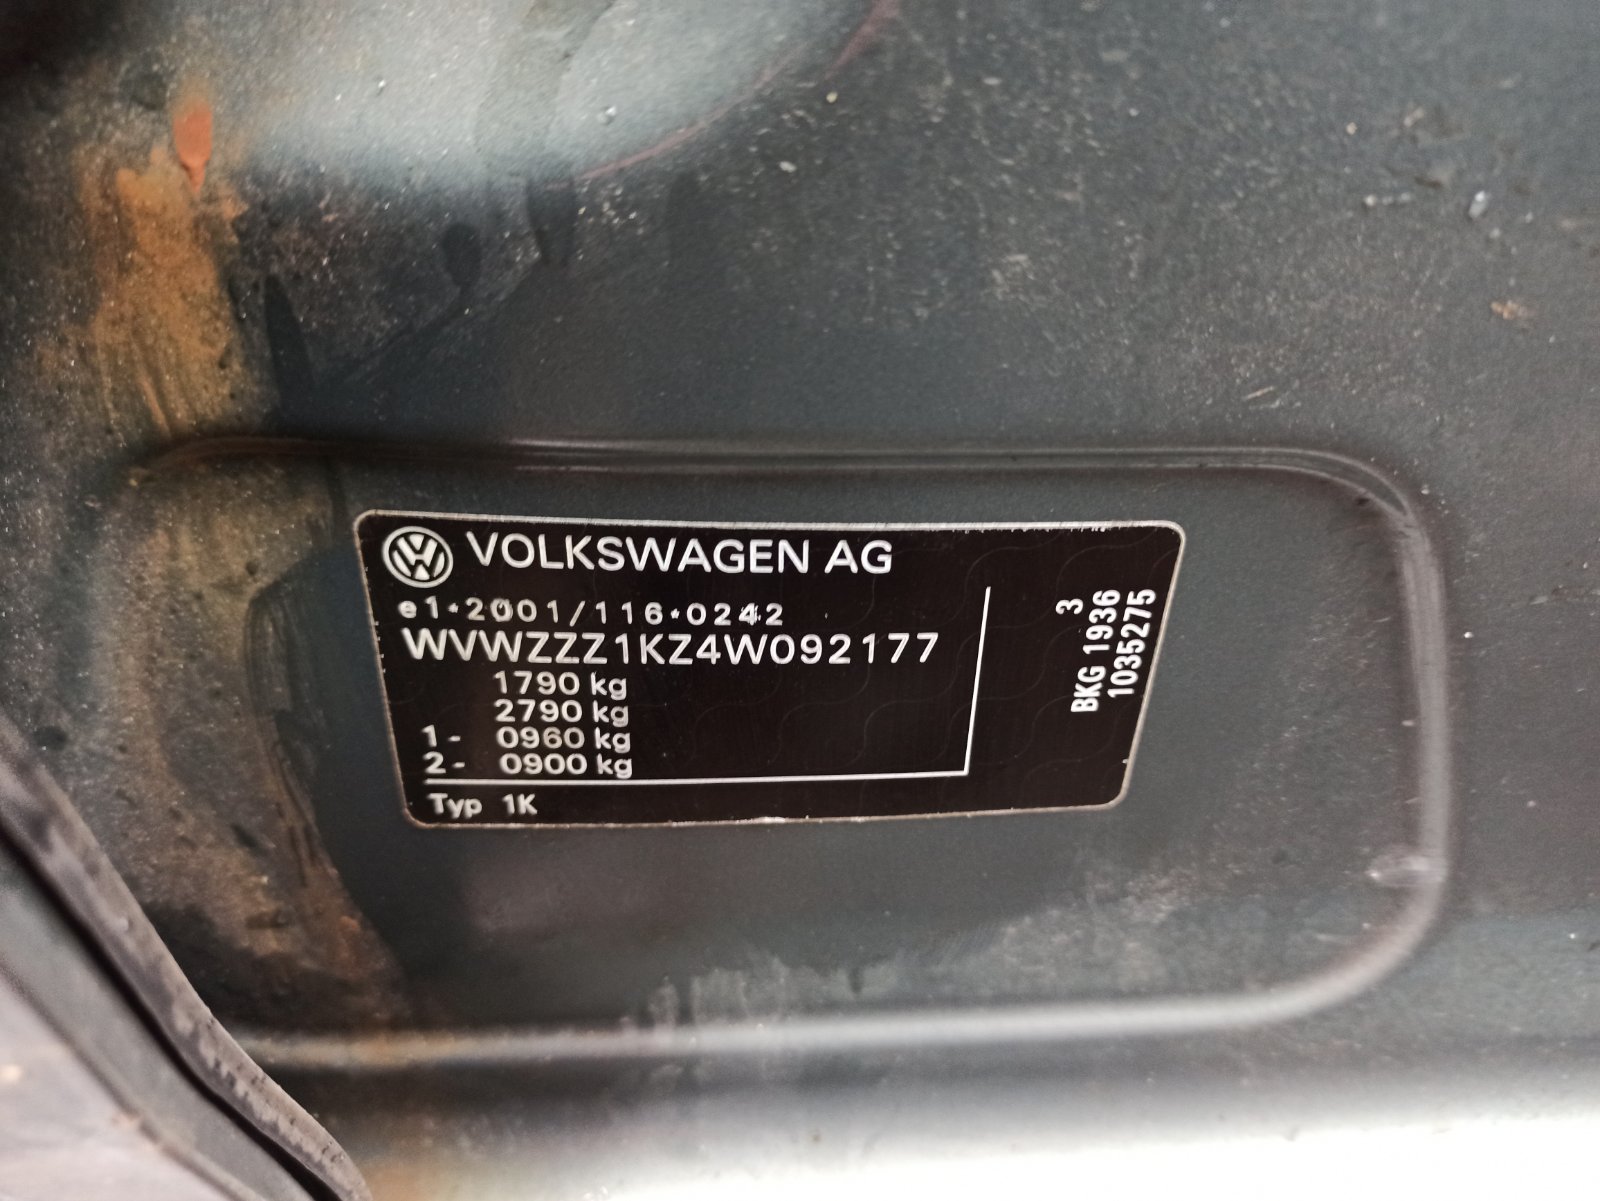 VOLKSWAGEN AG
e1*2001/116*0242
WVWZZZ1KZ4W092177
1790 kg
2790 kg
1- 0960 kg
2- 0900 kg
Typ 1K
3
BKG 1936
1035275